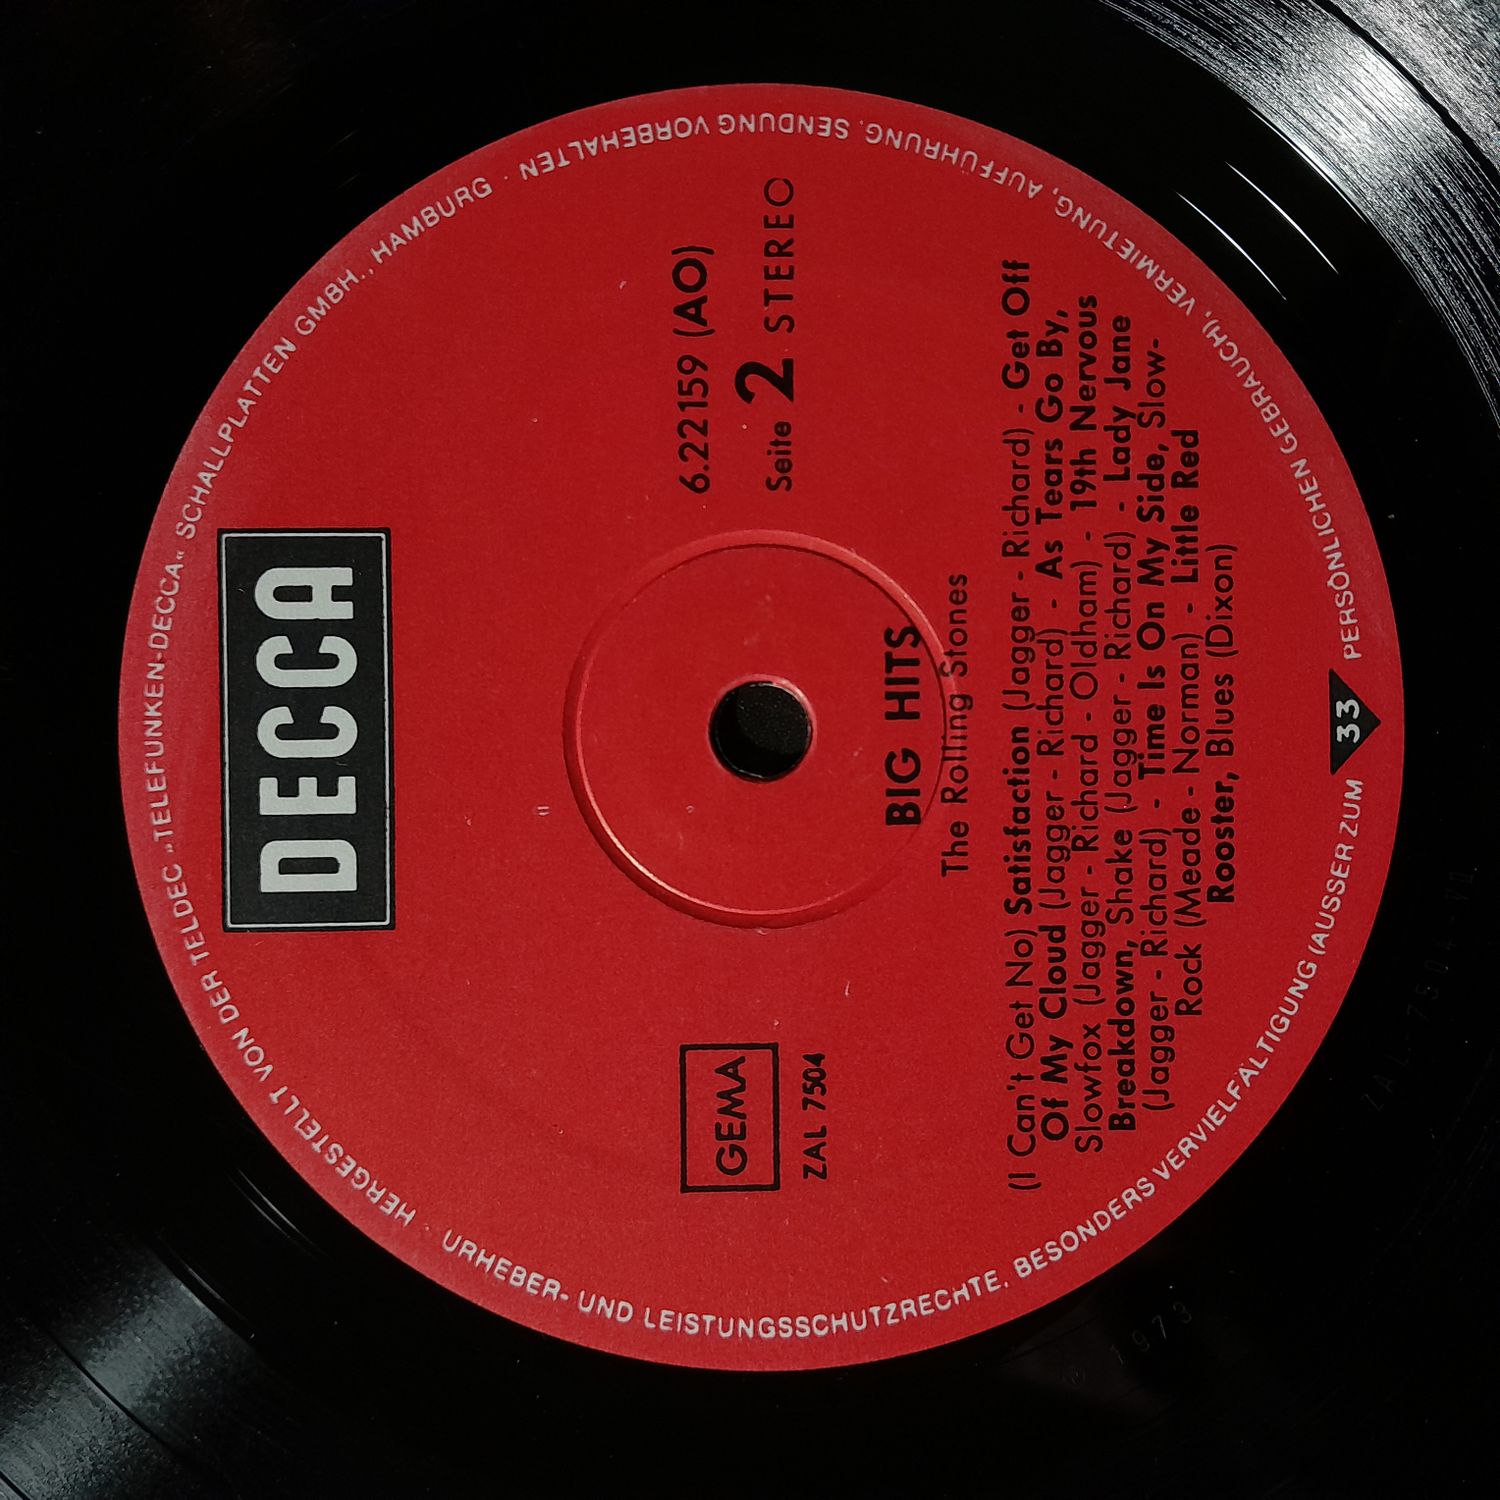 DECCA
GEMA
ZAL 7504
6.22159 (AO)
Seite 2 STEREO
BIG HITS
The Rolling Stones
(I Can't Get No) Satisfaction (Jagger - Richard) - Get Off
Of My Cloud (Jagger - Richard) - As Tears Go By,
Slowfox (Jagger - Richard - Oldham) - 19th Nervous
Breakdown, Shake (Jagger - Richard) - Lady Jane
(Jagger - Richard) - Time Is On My Side, Slow-
Rock (Meade - Norman) - Little Red
Rooster, Blues (Dixon)
33
HERGESTELLT VON DER TELDEC „TELEFUNKEN-DECCA“ SCHALLPLATTEN GMBH., HAMBURG ·
URHEBER- UND LEISTUNGSSCHUTZRECHTE, BESONDERS VERVIELFÄLTIGUNG (AUSSER ZUM PERSÖNLICHEN GEBRAUCH), VERMIETUNG, AUFFÜHRUNG, SENDUNG VORBEHALTEN ·
ZAL-7504-
℗ 1973